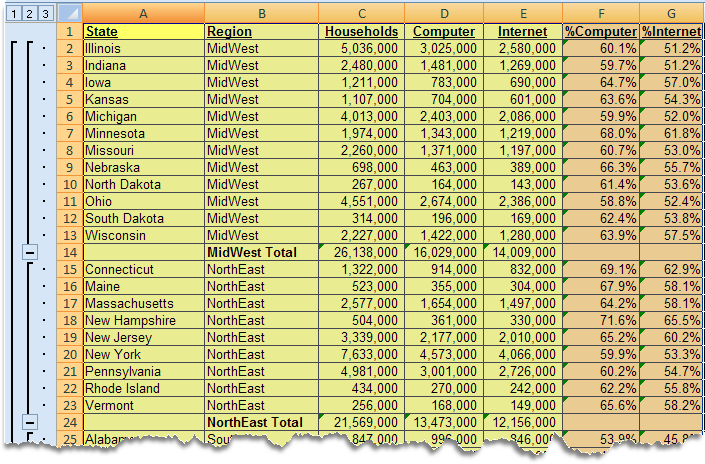 1 2 3 A B C D E F G
1 State Region Households Computer Internet %Computer %Internet
2 Illinois MidWest 5,036,000 3,025,000 2,580,000 60.1% 51.2%
3 Indiana MidWest 2,480,000 1,481,000 1,269,000 59.7% 51.2%
4 Iowa MidWest 1,211,000 783,000 690,000 64.7% 57.0%
5 Kansas MidWest 1,107,000 704,000 601,000 63.6% 54.3%
6 Michigan MidWest 4,013,000 2,403,000 2,086,000 59.9% 52.0%
7 Minnesota MidWest 1,974,000 1,343,000 1,219,000 68.0% 61.8%
8 Missouri MidWest 2,260,000 1,371,000 1,197,000 60.7% 53.0%
9 Nebraska MidWest 698,000 463,000 389,000 66.3% 55.7%
10 North Dakota MidWest 267,000 164,000 143,000 61.4% 53.6%
11 Ohio MidWest 4,551,000 2,674,000 2,386,000 58.8% 52.4%
12 South Dakota MidWest 314,000 196,000 169,000 62.4% 53.8%
13 Wisconsin MidWest 2,227,000 1,422,000 1,280,000 63.9% 57.5%
14 MidWest Total 26,138,000 16,029,000 14,009,000
15 Connecticut NorthEast 1,322,000 914,000 832,000 69.1% 62.9%
16 Maine NorthEast 523,000 355,000 304,000 67.9% 58.1%
17 Massachusetts NorthEast 2,577,000 1,654,000 1,497,000 64.2% 58.1%
18 New Hampshire NorthEast 504,000 361,000 330,000 71.6% 65.5%
19 New Jersey NorthEast 3,339,000 2,177,000 2,010,000 65.2% 60.2%
20 New York NorthEast 7,633,000 4,573,000 4,066,000 59.9% 53.3%
21 Pennsylvania NorthEast 4,981,000 3,001,000 2,726,000 60.2% 54.7%
22 Rhode Island NorthEast 434,000 270,000 242,000 62.2% 55.8%
23 Vermont NorthEast 256,000 168,000 149,000 65.6% 58.2%
24 NorthEast Total 21,569,000 13,473,000 12,156,000
25 53.9%